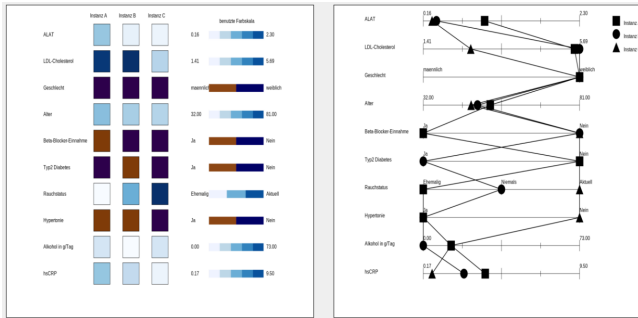 Instanz A Instanz B Instanz C benutzte Farbskala
ALAT 0.16 2.30
LDL-Cholesterol 1.41 5.69
Geschlecht maennlich weiblich
Alter 32.00 81.00
Beta-Blocker-Einnahme Ja Nein
Typ2 Diabetes Ja Nein
Rauchstatus Ehemalig Aktuell
Hypertonie Ja Nein
Alkohol in g/Tag 0.00 73.00
hsCRP 0.17 9.50
ALAT 0.16 2.30
Instanz
LDL-Cholesterol 1.41 5.69
Instanz
Instanz
Geschlecht maennlich weiblich
Alter 32.00 81.00
Beta-Blocker-Einnahme Ja Nein
Typ2 Diabetes Ja Nein
Rauchstatus Ehemalig Niemals Aktuell
Hypertonie Ja Nein
Alkohol in g/Tag 0.00 73.00
hsCRP 0.17 9.50